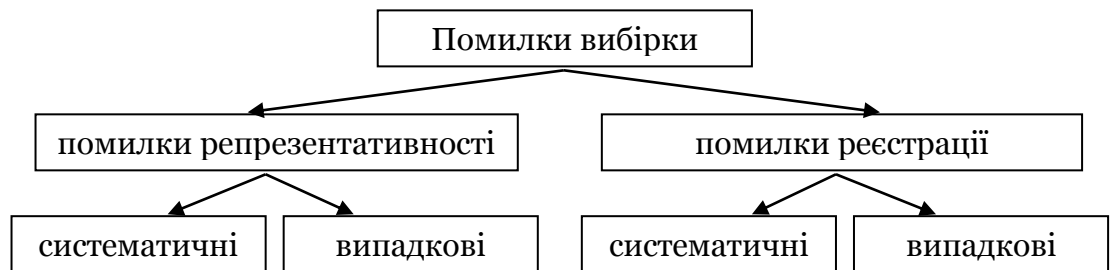 Помилки вибірки
помилки репрезентативності
помилки реєстрації
систематичні
випадкові
систематичні
випадкові